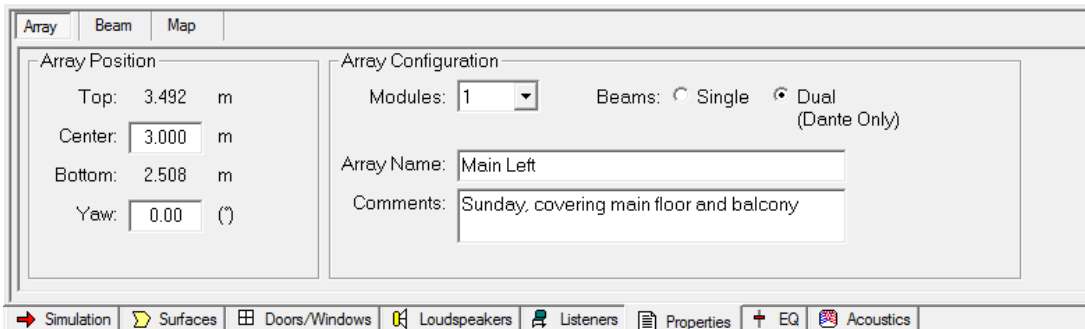 Array Beam Map
Array Position
Top: 3.492 m
Center: 3.000 m
Bottom: 2.508 m
Yaw: 0.00 (°)
Array Configuration
Modules: 1 Beams: Single Dual
(Dante Only)
Array Name: Main Left
Comments: Sunday, covering main floor and balcony
Simulation Surfaces Doors/Windows Loudspeakers Listeners Properties EQ Acoustics